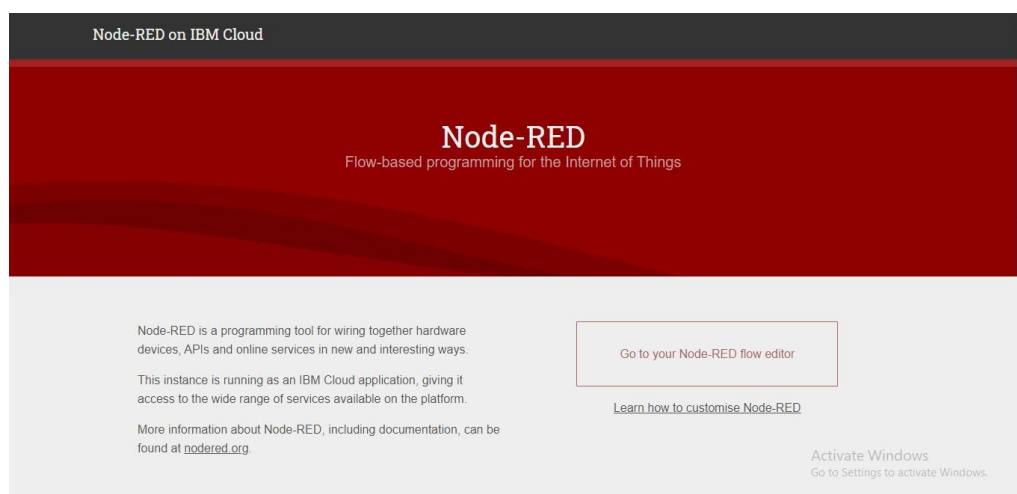 Node-RED on IBM Cloud
Node-RED
Flow-based programming for the Internet of Things
Node-RED is a programming tool for wiring together hardware
devices, APIs and online services in new and interesting ways.
This instance is running as an IBM Cloud application, giving it
access to the wide range of services available on the platform.
More information about Node-RED, including documentation, can be
found at nodered.org.
Go to your Node-RED flow editor
Learn how to customise Node-RED
Activate Windows
Go to Settings to activate Windows.